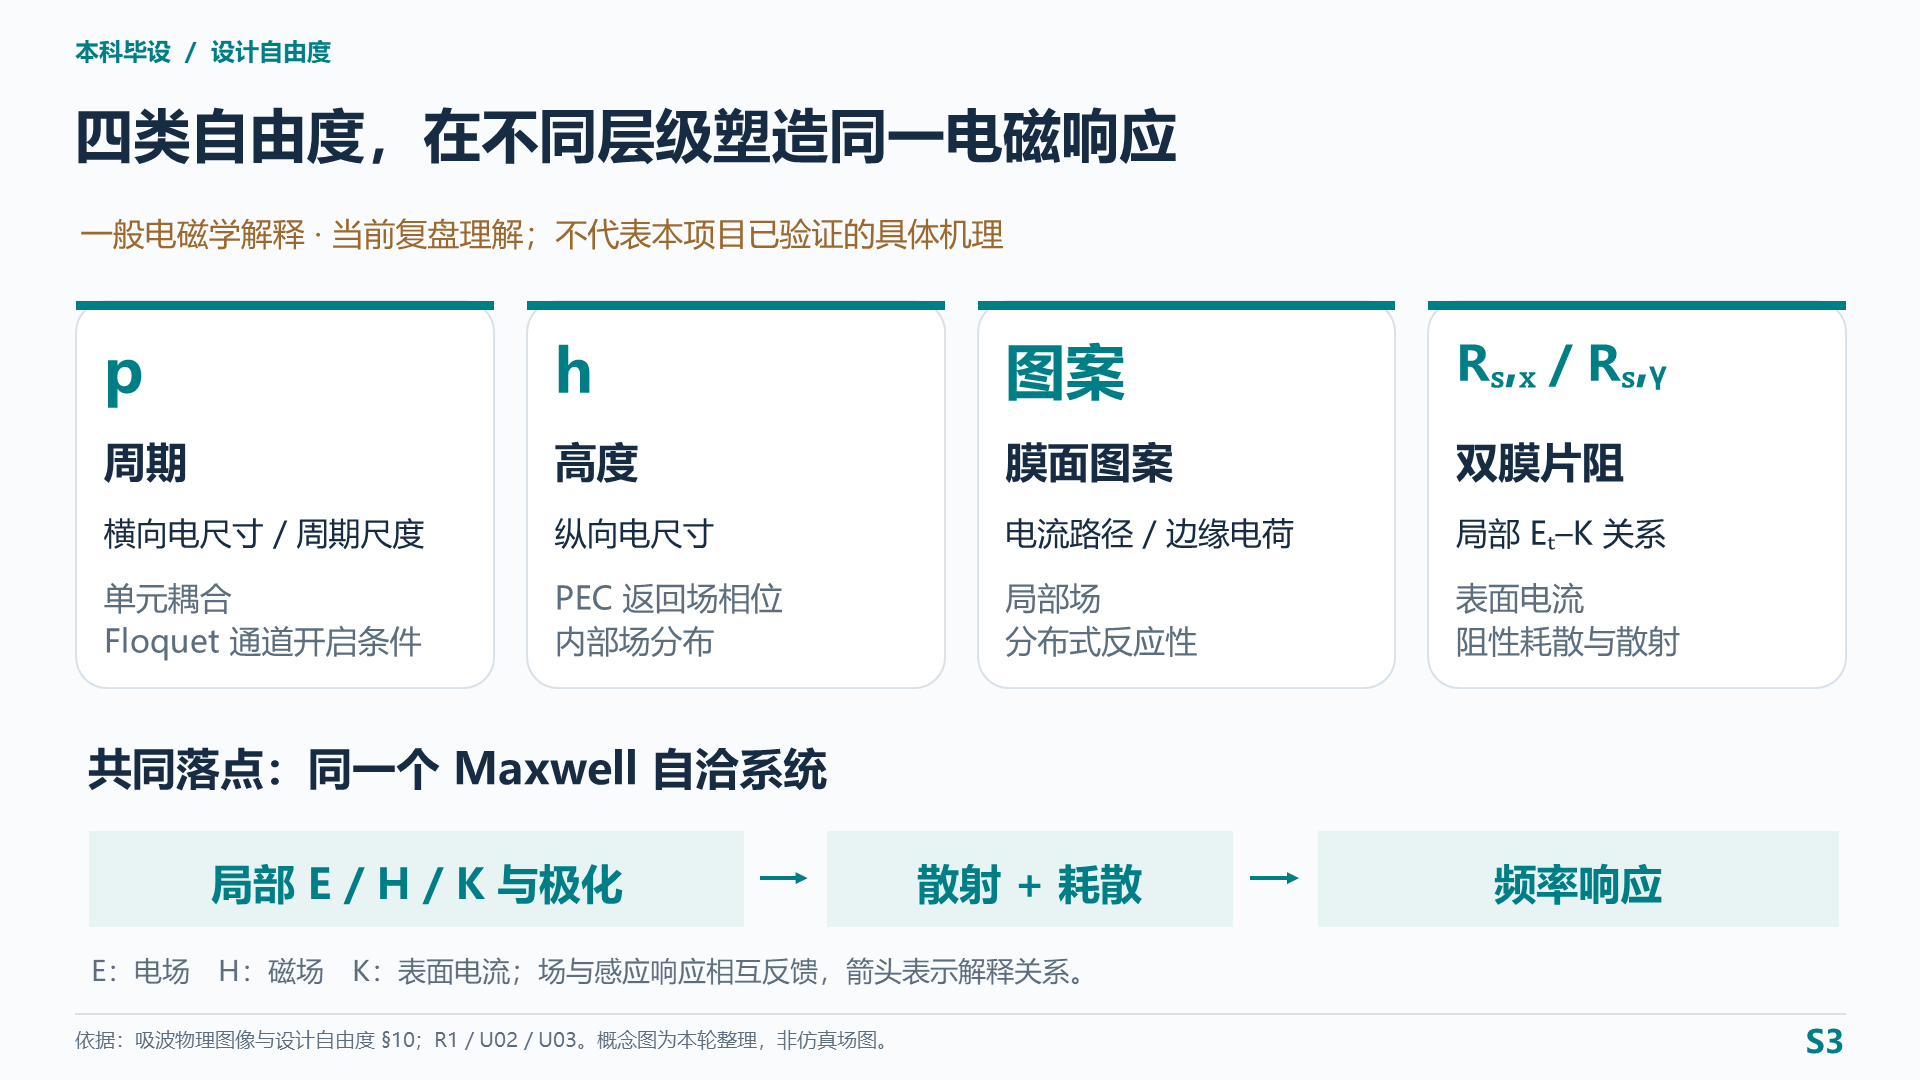 本科毕设 / 设计自由度
四类自由度，在不同层级塑造同一电磁响应
一般电磁学解释 · 当前复盘理解；不代表本项目已验证的具体机理
p
周期
横向电尺寸 / 周期尺度
单元耦合
Floquet 通道开启条件
h
高度
纵向电尺寸
PEC 返回场相位
内部场分布
图案
膜面图案
电流路径 / 边缘电荷
局部场
分布式反应性
Rₛ,ₓ / Rₛ,ᵧ
双膜片阻
局部 Eₜ–K 关系
表面电流
阻性耗散与散射
共同落点：同一个 Maxwell 自洽系统
局部 E / H / K 与极化 → 散射 + 耗散 → 频率响应
E：电场 H：磁场 K：表面电流；场与感应响应相互反馈，箭头表示解释关系。
依据：吸波物理图像与设计自由度 §10；R1 / U02 / U03。概念图为本轮整理，非仿真场图。
S3